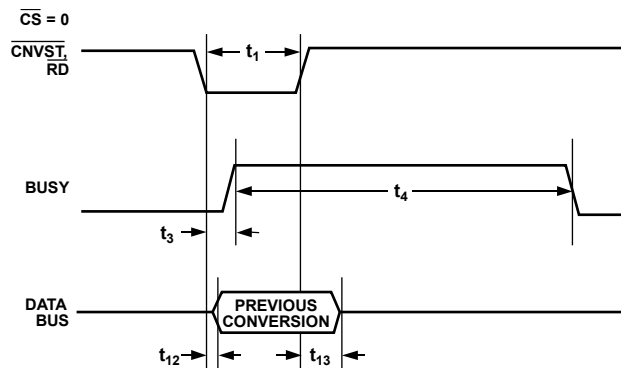 CS = 0
CNVST,
RD
t1
BUSY
t4
t3
DATA
BUS
PREVIOUS
CONVERSION
t12
t13